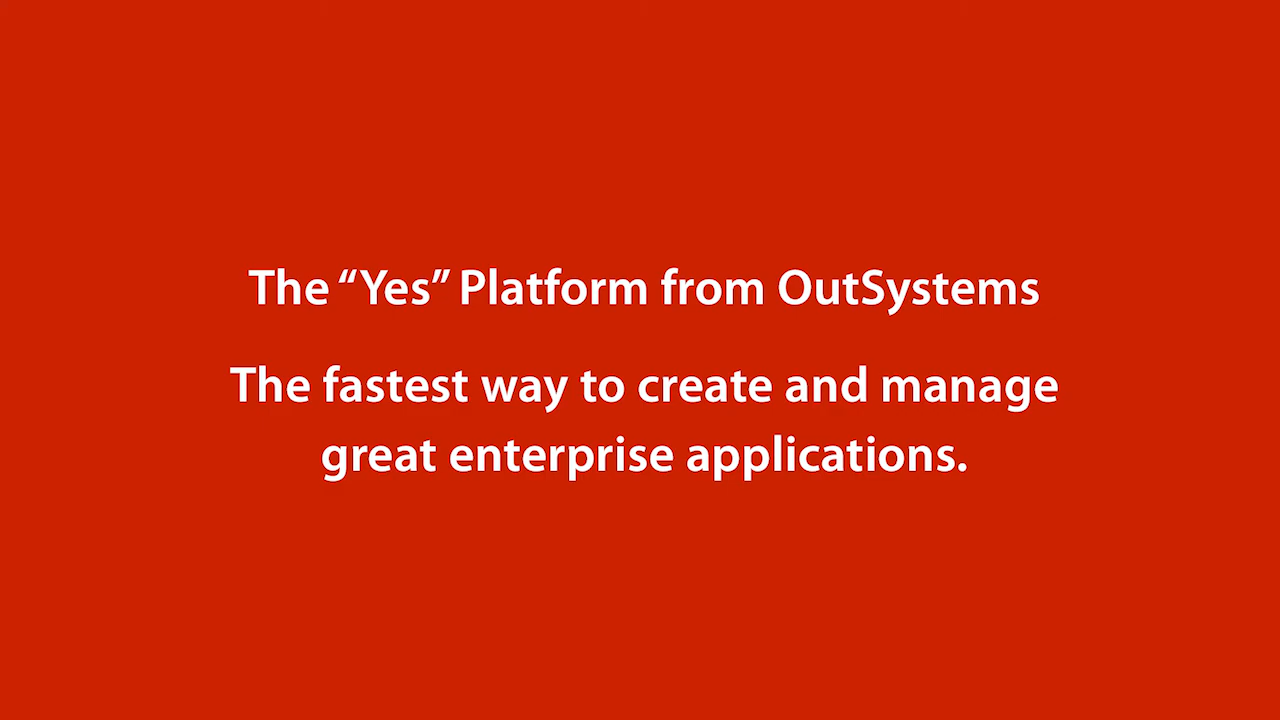 The “Yes” Platform from OutSystems
The fastest way to create and manage
great enterprise applications.